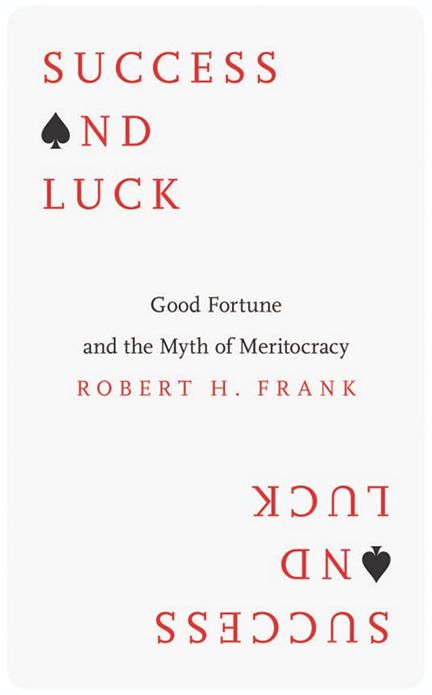 SUCCESS
♠ND
LUCK
Good Fortune
and the Myth of Meritocracy
ROBERT H. FRANK
SUCCESS
♠ND
LUCK